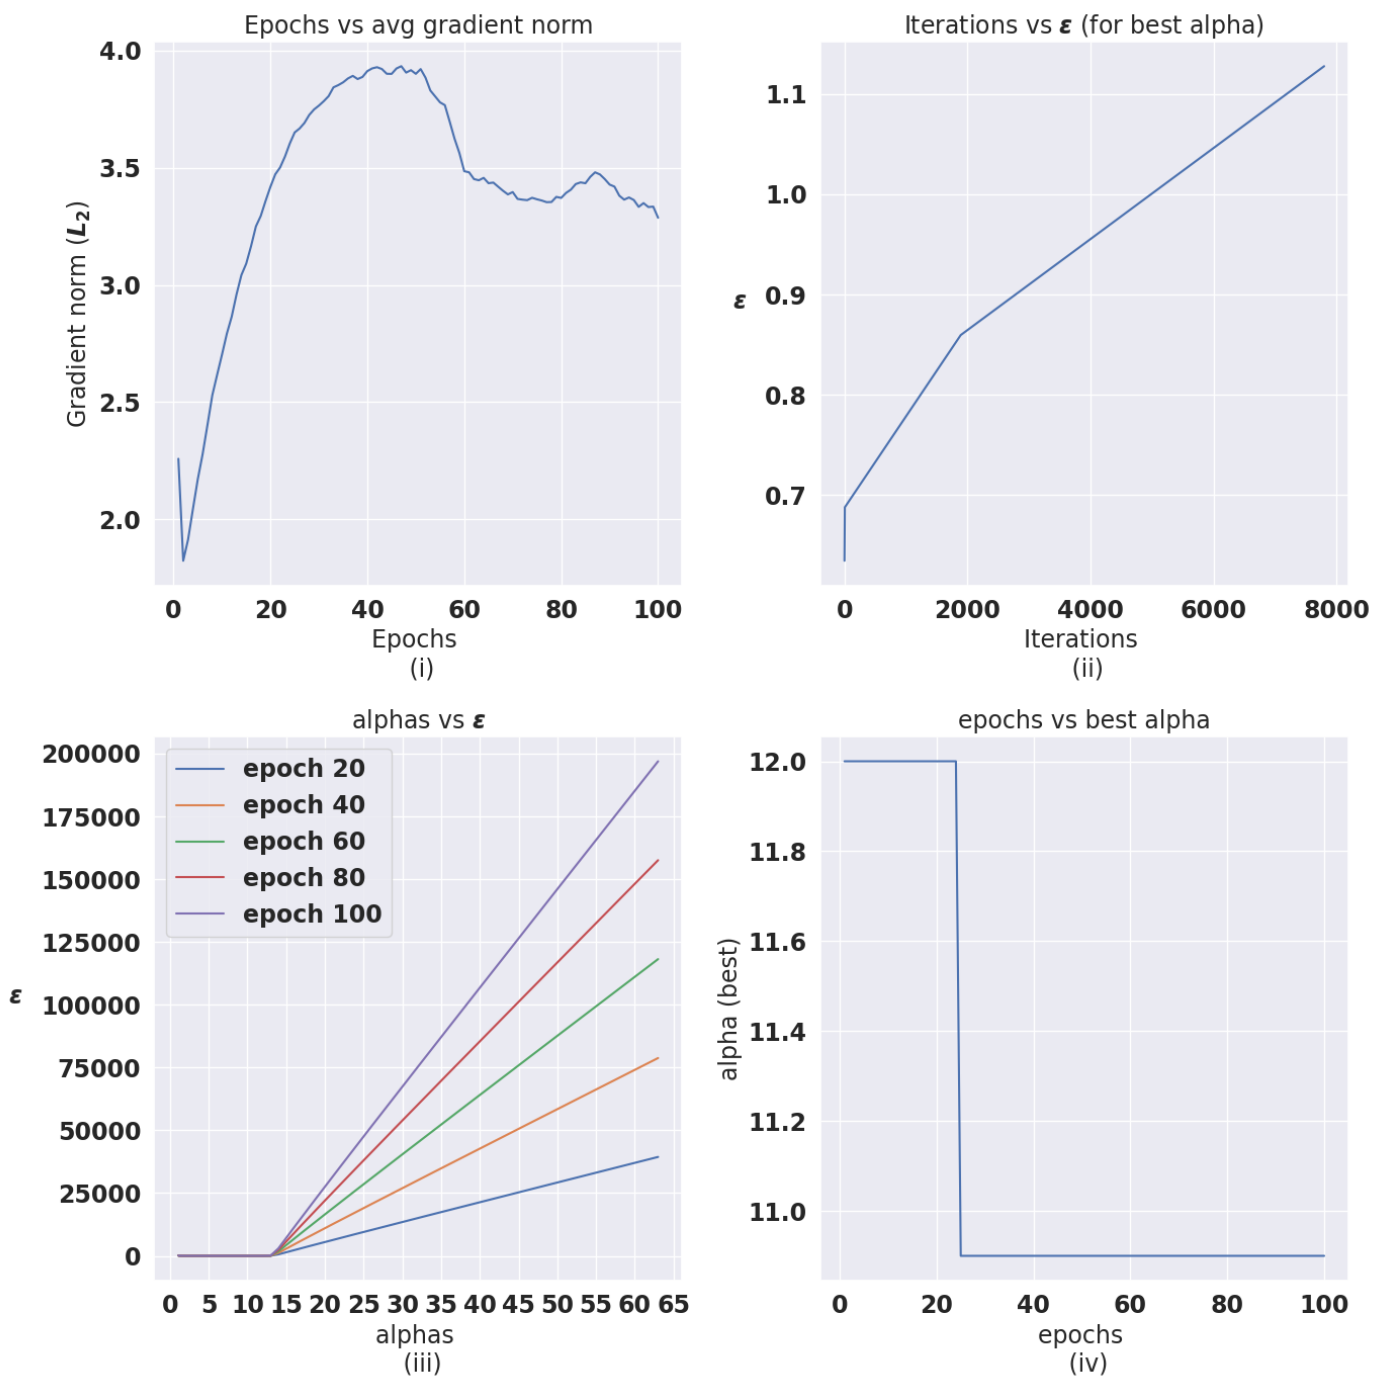 Epochs vs avg gradient norm
4.0
3.5
3.0
2.5
2.0
Gradient norm (L₂)
0 20 40 60 80 100
Epochs
(i)
Iterations vs ε (for best alpha)
1.1
1.0
0.9
0.8
0.7
ε
0 2000 4000 6000 8000
Iterations
(ii)
alphas vs ε
200000
175000
150000
125000
100000
75000
50000
25000
0
ε
epoch 20
epoch 40
epoch 60
epoch 80
epoch 100
0 5 10 15 20 25 30 35 40 45 50 55 60 65
alphas
(iii)
epochs vs best alpha
12.0
11.8
11.6
11.4
11.2
11.0
alpha (best)
0 20 40 60 80 100
epochs
(iv)